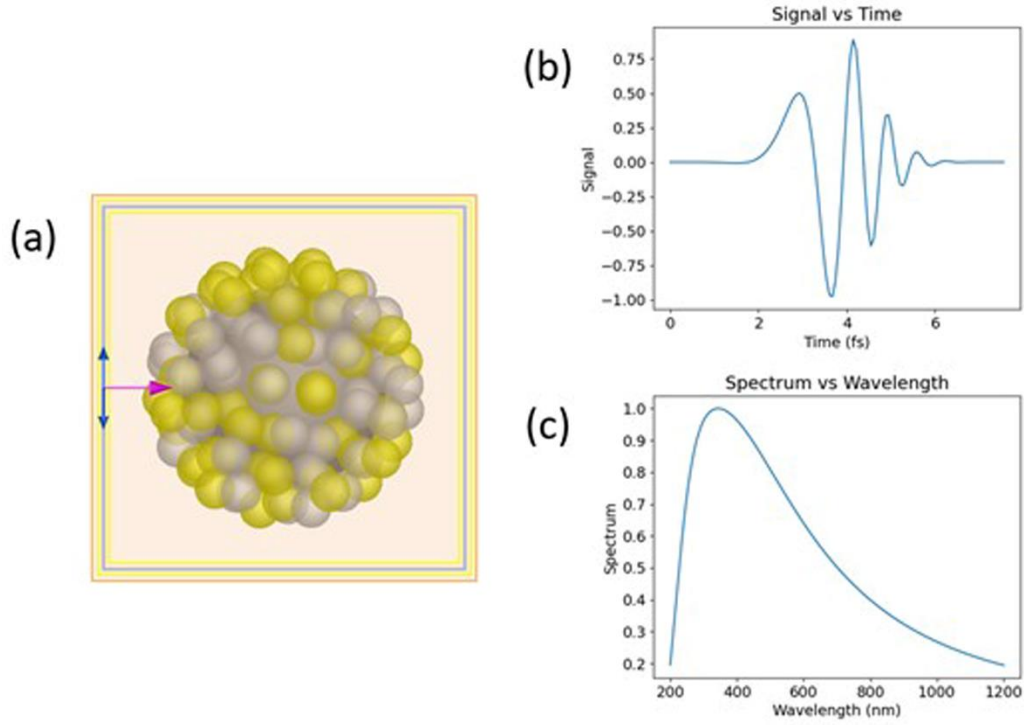 (a)
(b)
Signal vs Time
Signal
0.75
0.50
0.25
0.00
−0.25
−0.50
−0.75
−1.00
0 2 4 6
Time (fs)
(c)
Spectrum vs Wavelength
Spectrum
1.0
0.9
0.8
0.7
0.6
0.5
0.4
0.3
0.2
200 400 600 800 1000 1200
Wavelength (nm)